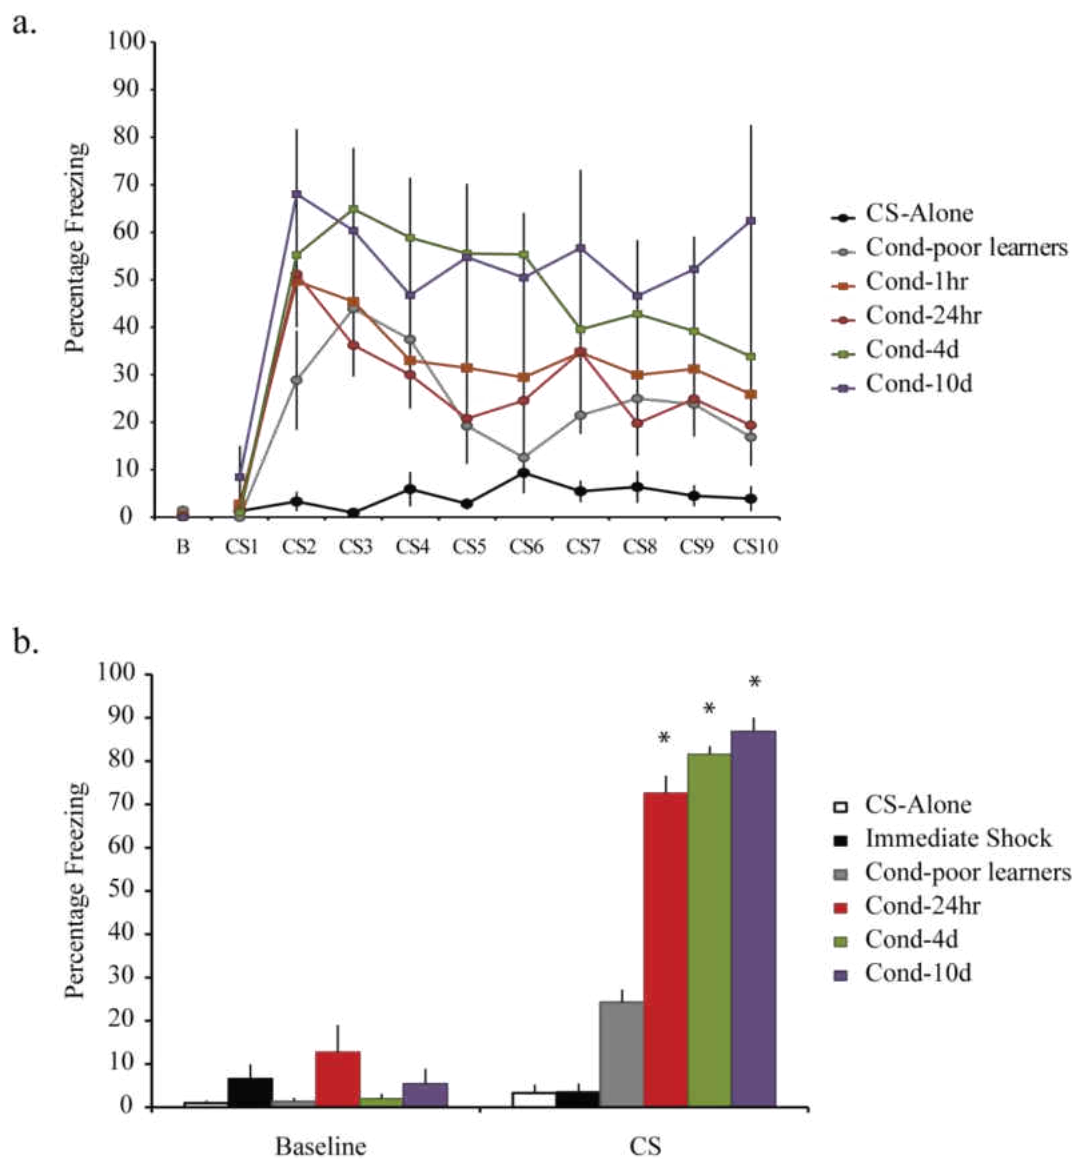 a.
100
90
80
70
60
50
40
30
20
10
0
Percentage Freezing
B CS1 CS2 CS3 CS4 CS5 CS6 CS7 CS8 CS9 CS10
CS-Alone
Cond-poor learners
Cond-1hr
Cond-24hr
Cond-4d
Cond-10d
b.
100
90
80
70
60
50
40
30
20
10
0
Percentage Freezing
* * *
Baseline CS
CS-Alone
Immediate Shock
Cond-poor learners
Cond-24hr
Cond-4d
Cond-10d